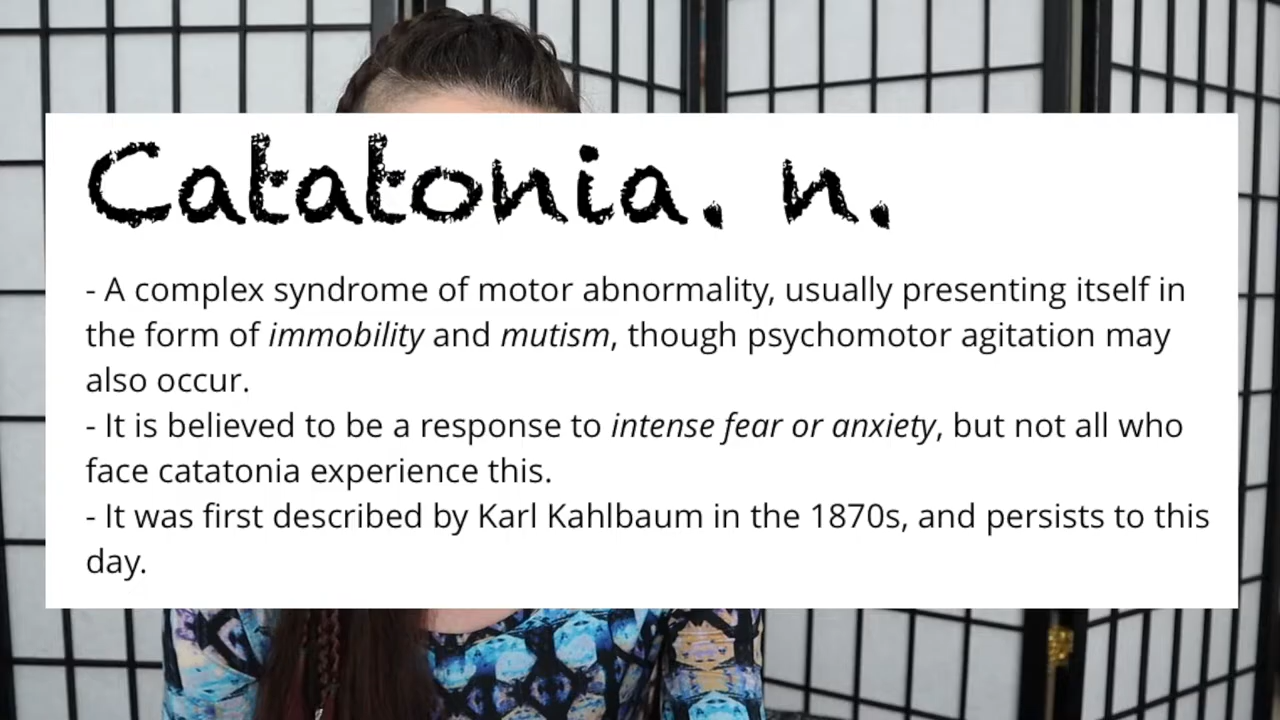 Catatonia. n.
- A complex syndrome of motor abnormality, usually presenting itself in
the form of immobility and mutism, though psychomotor agitation may
also occur.
- It is believed to be a response to intense fear or anxiety, but not all who
face catatonia experience this.
- It was first described by Karl Kahlbaum in the 1870s, and persists to this
day.